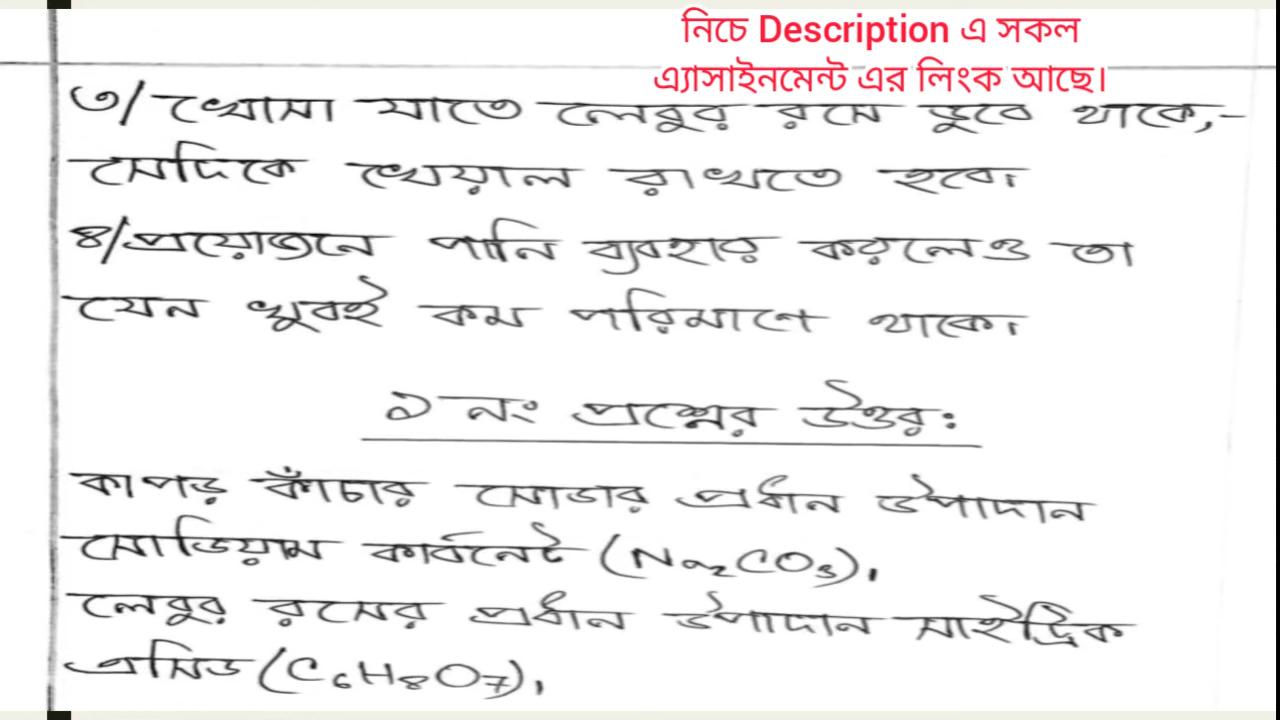 নিচে Description এ সকল
এ্যাসাইনমেন্ট এর লিংক আছে।
৩/ খোসা যাতে লেবুর রসে ডুবে থাকে,-
সেদিকে খেয়াল রাখতে হবে।
৪/প্রয়োজনে পানি ব্যবহার করলেও তা
যেন খুবই কম পরিমাণে থাকে।
১ নং প্রশ্নের উত্তর:
কাপড় কাঁচার সোডার প্রধান উপাদান
সোডিয়াম কার্বনেট (Na₂CO₃),
লেবুর রসের প্রধান উপাদান সাইট্রিক
এসিড (C₆H₈O₇),